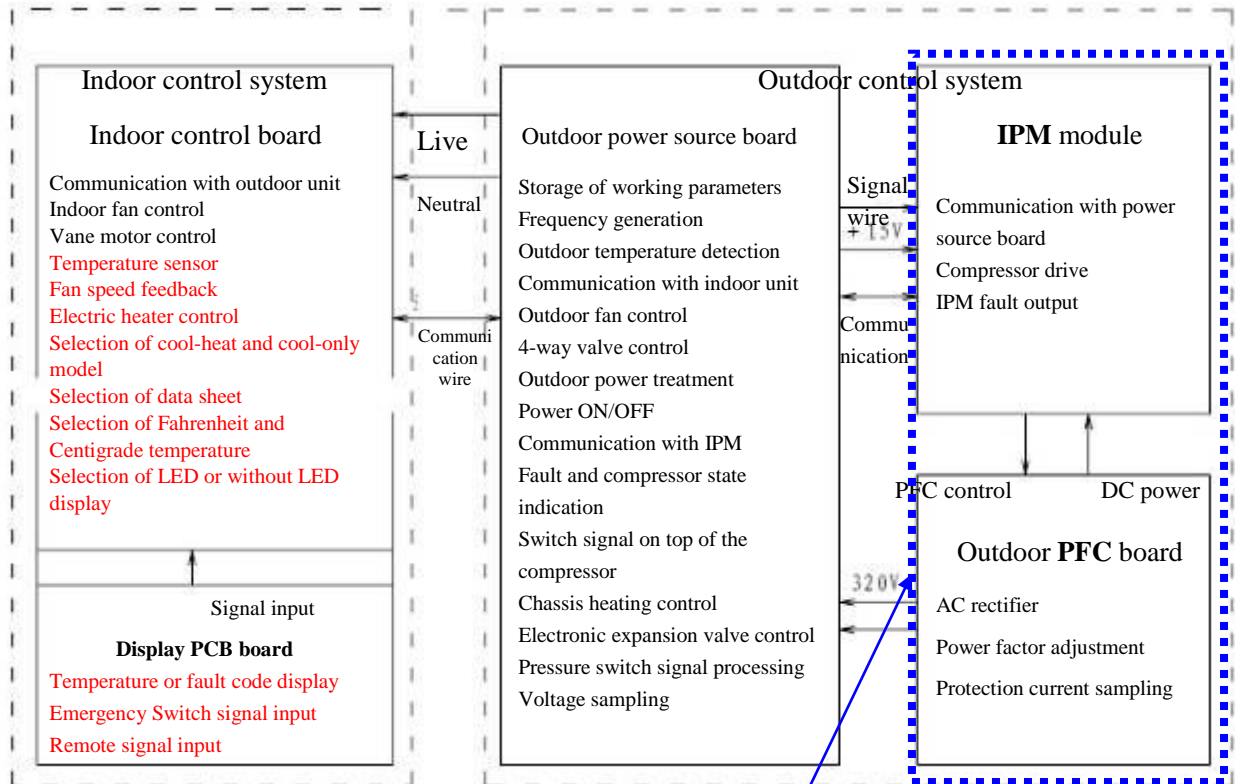 Indoor control system
Indoor control board
Communication with outdoor unit
Indoor fan control
Vane motor control
Temperature sensor
Fan speed feedback
Electric heater control
Selection of cool-heat and cool-only
model
Selection of data sheet
Selection of Fahrenheit and
Centigrade temperature
Selection of LED or without LED
display
Signal input
Display PCB board
Temperature or fault code display
Emergency Switch signal input
Remote signal input
Live
Neutral
Communi
cation
wire
Outdoor control system
Outdoor power source board
Storage of working parameters
Frequency generation
Outdoor temperature detection
Communication with indoor unit
Outdoor fan control
4-way valve control
Outdoor power treatment
Power ON/OFF
Communication with IPM
Fault and compressor state
indication
Switch signal on top of the
compressor
Chassis heating control
Electronic expansion valve control
Pressure switch signal processing
Voltage sampling
Signal
wire
+15V
Commu
nication
320V
IPM module
Communication with power
source board
Compressor drive
IPM fault output
PFC control
DC power
Outdoor PFC board
AC rectifier
Power factor adjustment
Protection current sampling